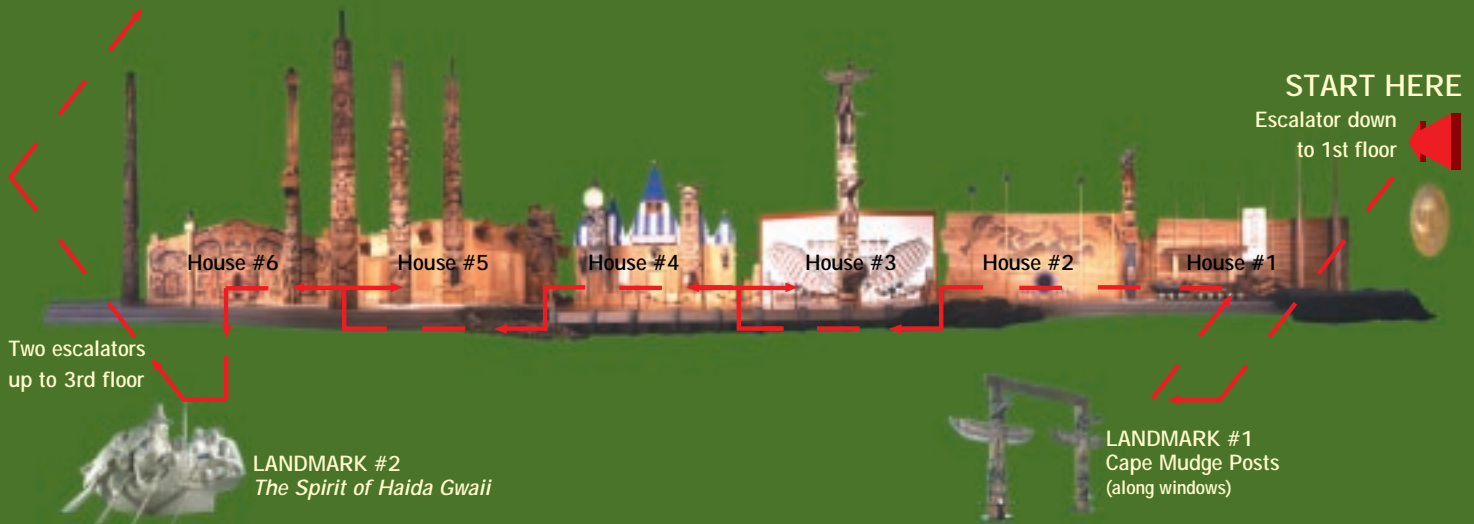 START HERE
Escalator down
to 1st floor
House #6
House #5
House #4
House #3
House #2
House #1
Two escalators
up to 3rd floor
LANDMARK #2
The Spirit of Haida Gwaii
LANDMARK #1
Cape Mudge Posts
(along windows)